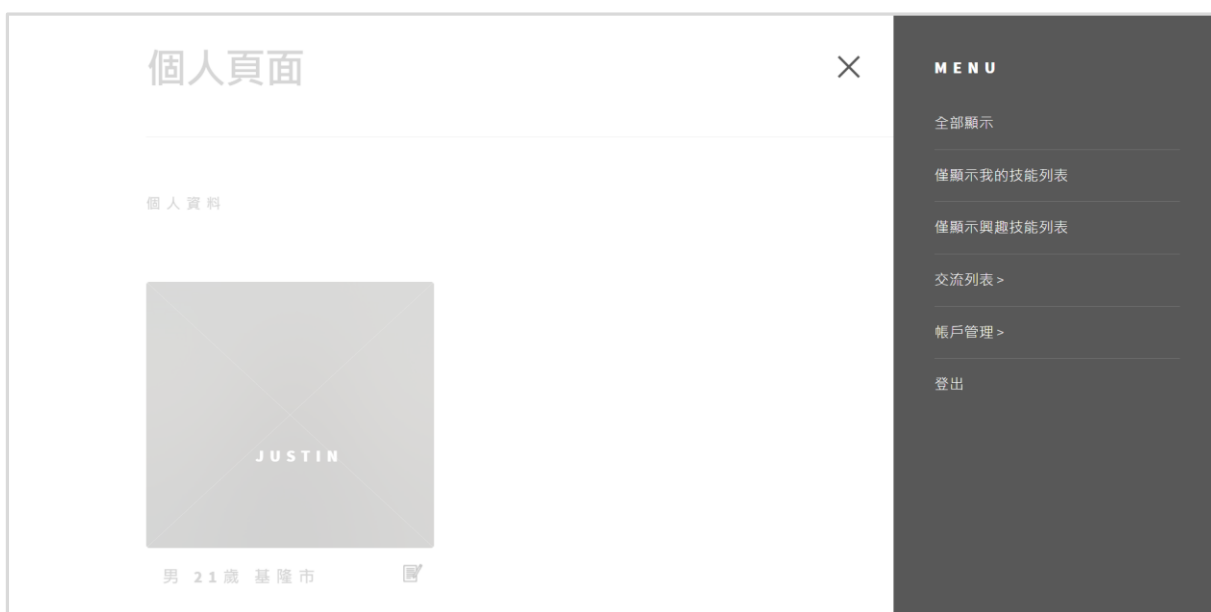 個人頁面
個人資料
JUSTIN
男 21歲 基隆市
MENU
全部顯示
僅顯示我的技能列表
僅顯示興趣技能列表
交流列表 >
帳戶管理 >
登出